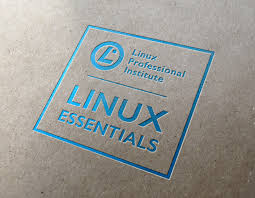 Linux
Professional
Institute
LINUX
ESSENTIALS